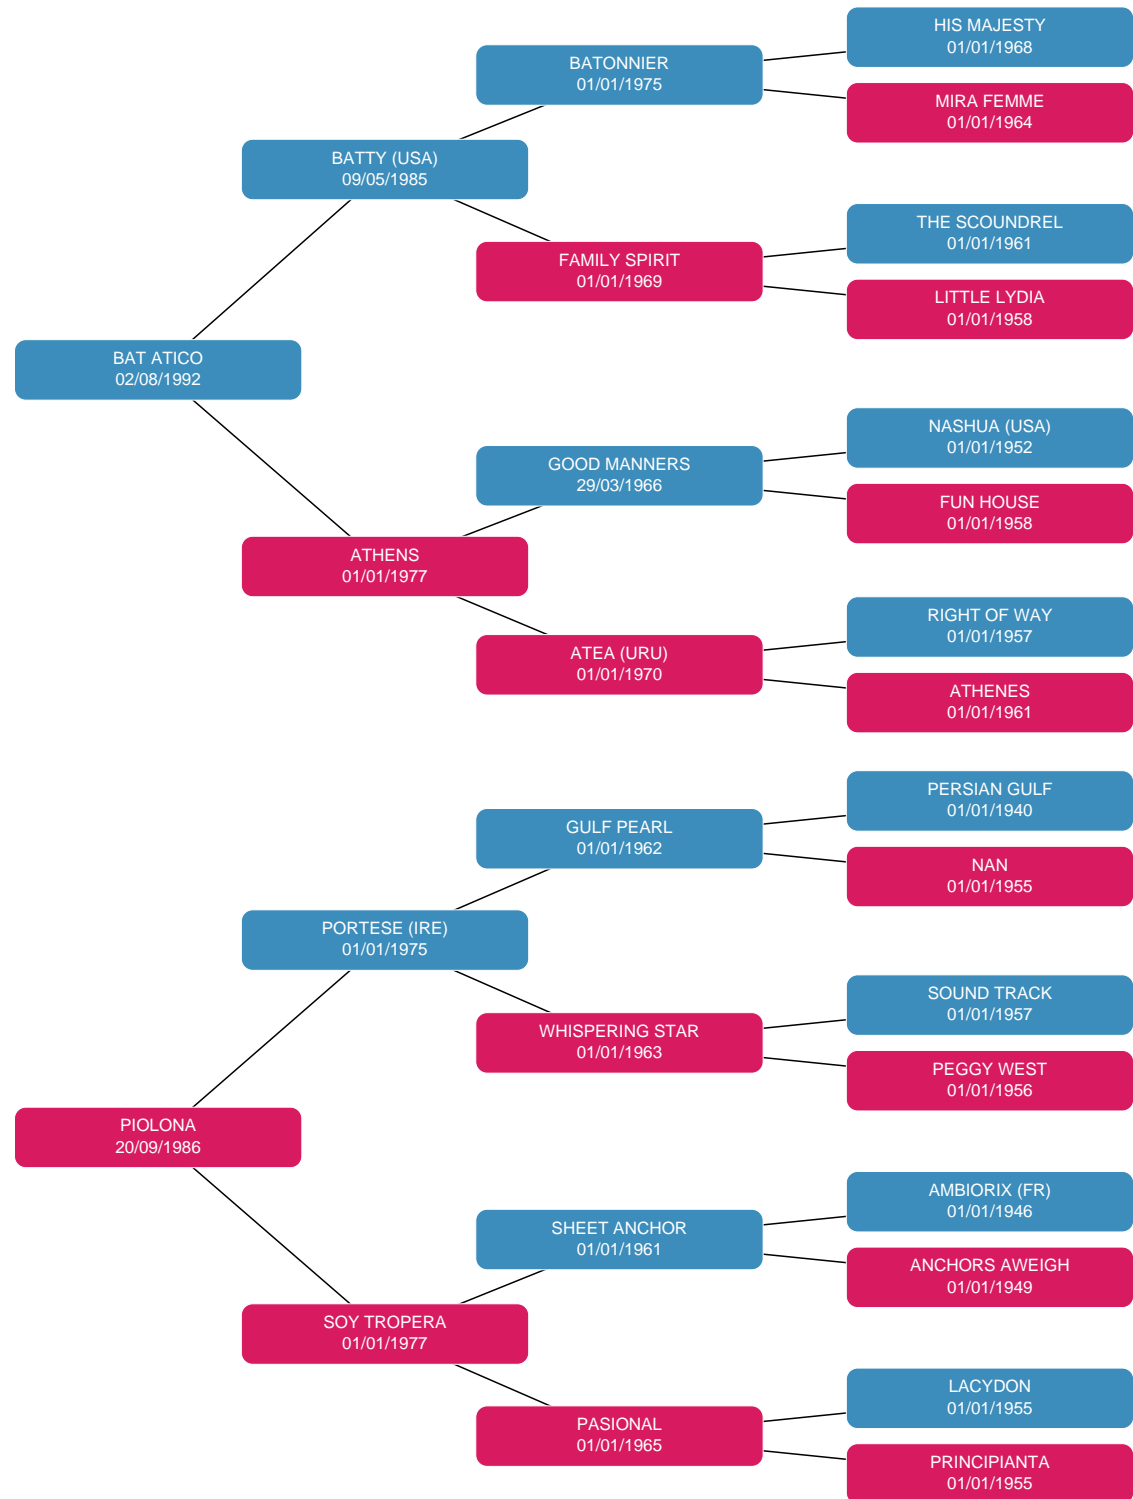 HIS MAJESTY
01/01/1968
BATONNIER
01/01/1975
MIRA FEMME
01/01/1964
BATTY (USA)
09/05/1985
THE SCOUNDREL
01/01/1961
FAMILY SPIRIT
01/01/1969
LITTLE LYDIA
01/01/1958
BAT ATICO
02/08/1992
NASHUA (USA)
01/01/1952
GOOD MANNERS
29/03/1966
FUN HOUSE
01/01/1958
ATHENS
01/01/1977
RIGHT OF WAY
01/01/1957
ATEA (URU)
01/01/1970
ATHENES
01/01/1961
PERSIAN GULF
01/01/1940
GULF PEARL
01/01/1962
NAN
01/01/1955
PORTESE (IRE)
01/01/1975
SOUND TRACK
01/01/1957
WHISPERING STAR
01/01/1963
PEGGY WEST
01/01/1956
PIOLONA
20/09/1986
AMBIORIX (FR)
01/01/1946
SHEET ANCHOR
01/01/1961
ANCHORS AWEIGH
01/01/1949
SOY TROPERA
01/01/1977
LACYDON
01/01/1955
PASIONAL
01/01/1965
PRINCIPIANTA
01/01/1955